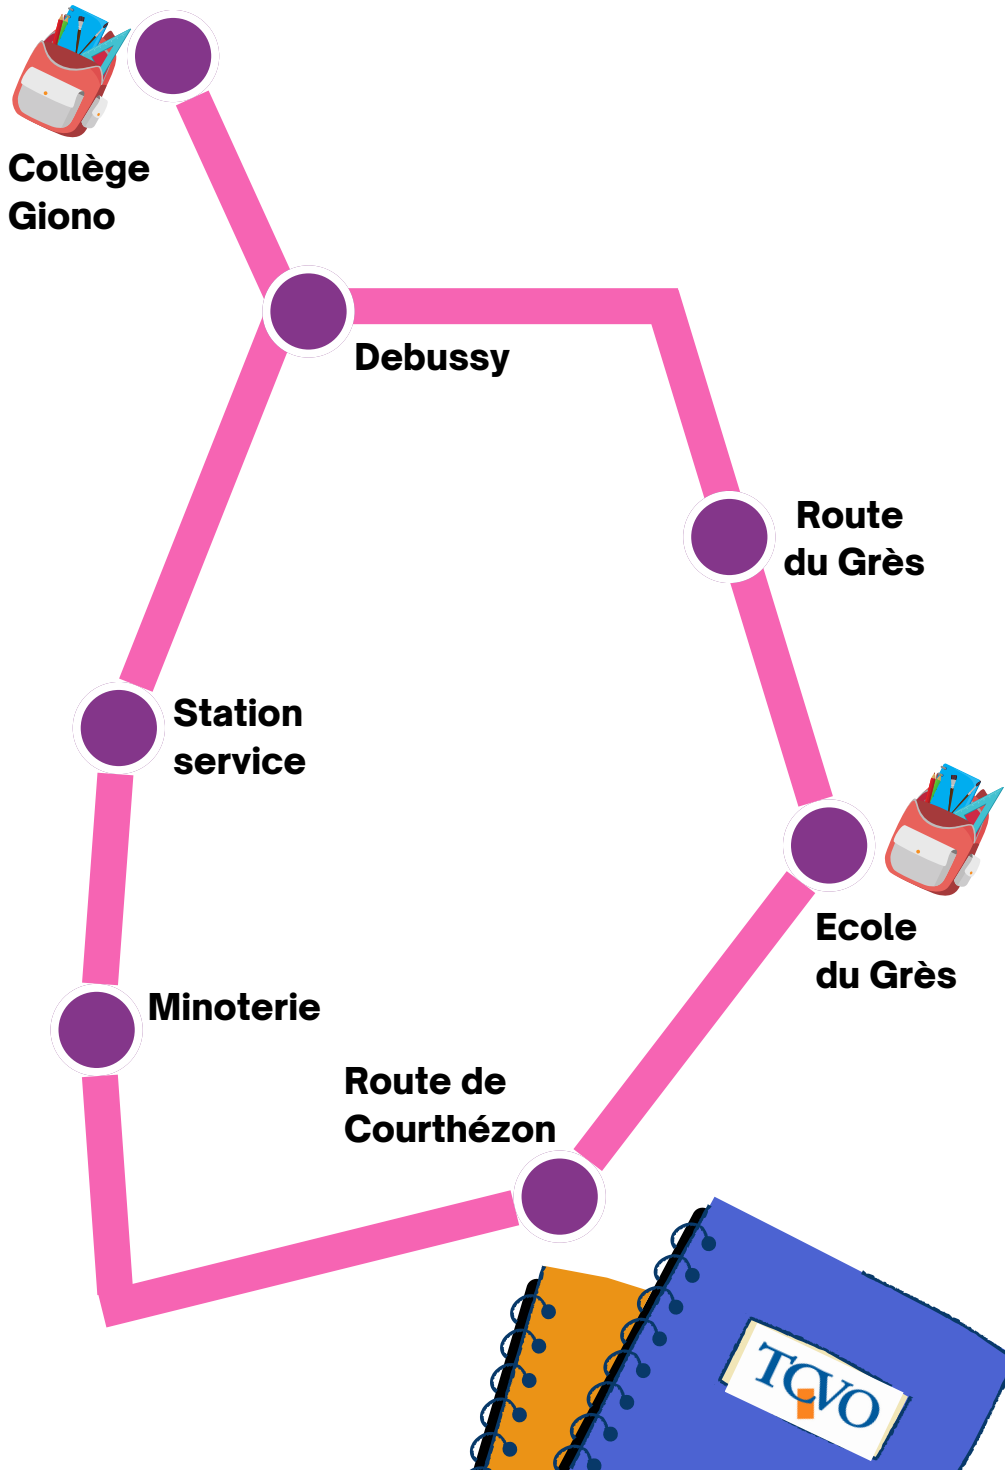 Collège
Giono
Debussy
Route
du Grès
Station
service
Ecole
du Grès
Minoterie
Route de
Courthézon
TCVO